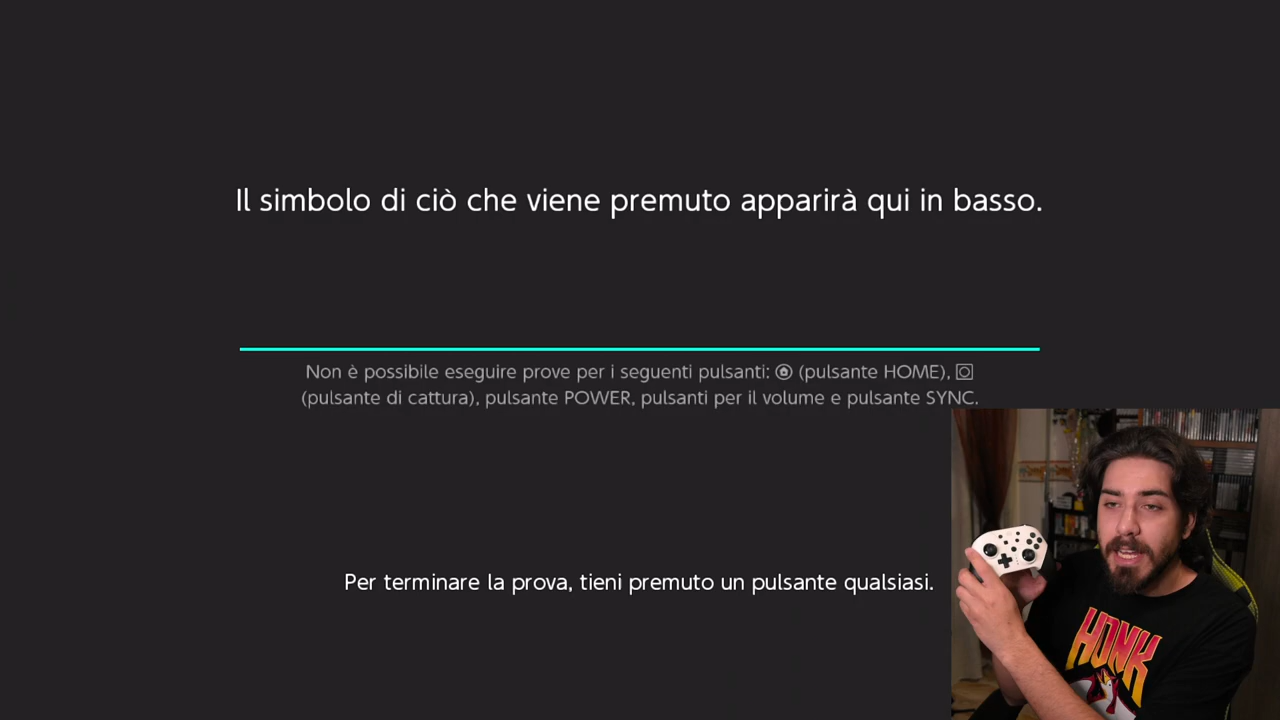 Il simbolo di ciò che viene premuto apparirà qui in basso.
Non è possibile eseguire prove per i seguenti pulsanti: (pulsante HOME),
(pulsante di cattura), pulsante POWER, pulsanti per il volume e pulsante SYNC.
Per terminare la prova, tieni premuto un pulsante qualsiasi.
HONK